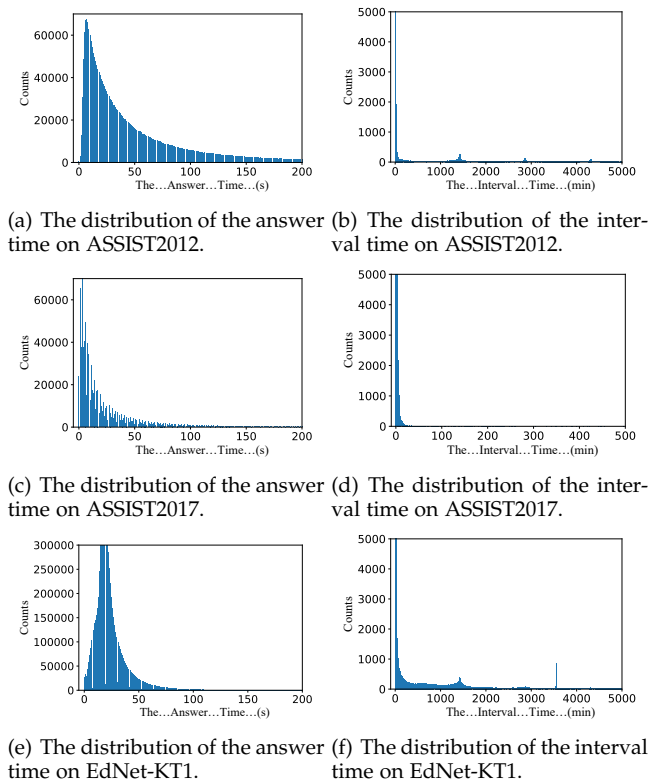 60000
40000
20000
0
Counts
0 50 100 150 200
The...Answer...Time...(s)
5000
4000
3000
2000
1000
0
Counts
0 1000 2000 3000 4000 5000
The...Interval...Time...(min)
(a) The distribution of the answer
time on ASSIST2012.
(b) The distribution of the inter-
val time on ASSIST2012.
60000
40000
20000
0
Counts
0 50 100 150 200
The...Answer...Time...(s)
5000
4000
3000
2000
1000
0
Counts
0 100 200 300 400 500
The...Interval...Time...(min)
(c) The distribution of the answer
time on ASSIST2017.
(d) The distribution of the inter-
val time on ASSIST2017.
300000
250000
200000
150000
100000
50000
0
Counts
0 50 100 150 200
The...Answer...Time...(s)
5000
4000
3000
2000
1000
0
Counts
0 1000 2000 3000 4000 5000
The...Interval...Time...(min)
(e) The distribution of the answer
time on EdNet-KT1.
(f) The distribution of the interval
time on EdNet-KT1.